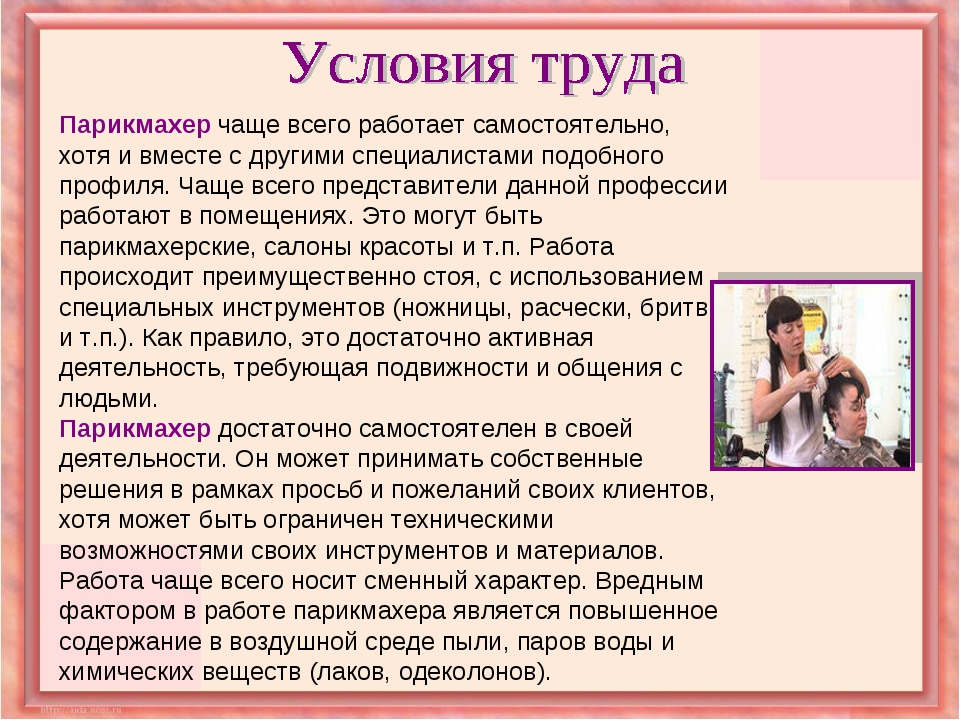 Условия труда
Парикмахер чаще всего работает самостоятельно,
хотя и вместе с другими специалистами подобного
профиля. Чаще всего представители данной профессии
работают в помещениях. Это могут быть
парикмахерские, салоны красоты и т.п. Работа
происходит преимущественно стоя, с использованием
специальных инструментов (ножницы, расчески, бритвы
и т.п.). Как правило, это достаточно активная
деятельность, требующая подвижности и общения с
людьми.
Парикмахер достаточно самостоятелен в своей
деятельности. Он может принимать собственные
решения в рамках просьб и пожеланий своих клиентов,
хотя может быть ограничен техническими
возможностями своих инструментов и материалов.
Работа чаще всего носит сменный характер. Вредным
фактором в работе парикмахера является повышенное
содержание в воздушной среде пыли, паров воды и
химических веществ (лаков, одеколонов).
http://aida.ucoz.ru